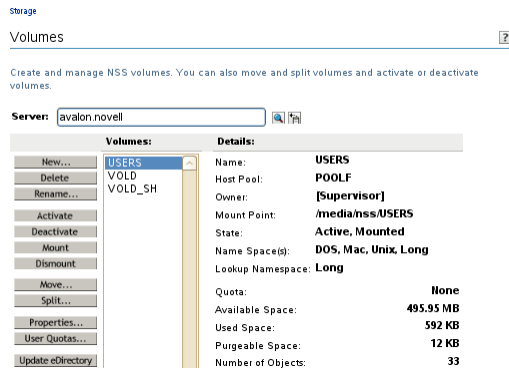 Storage
Volumes
?
Create and manage NSS volumes. You can also move and split volumes and activate or deactivate
volumes.
Server: avalon.novell
Volumes:
Details:
New...
Delete
Rename...
Activate
Deactivate
Mount
Dismount
Move...
Split...
Properties...
User Quotas...
Update eDirectory
USERS
VOLD
VOLD_SH
Name: USERS
Host Pool: POOLF
Owner: [Supervisor]
Mount Point: /media/nss/USERS
State: Active, Mounted
Name Space(s): DOS, Mac, Unix, Long
Lookup Namespace: Long
Quota: None
Available Space: 495.95 MB
Used Space: 592 KB
Purgeable Space: 12 KB
Number of Objects: 33